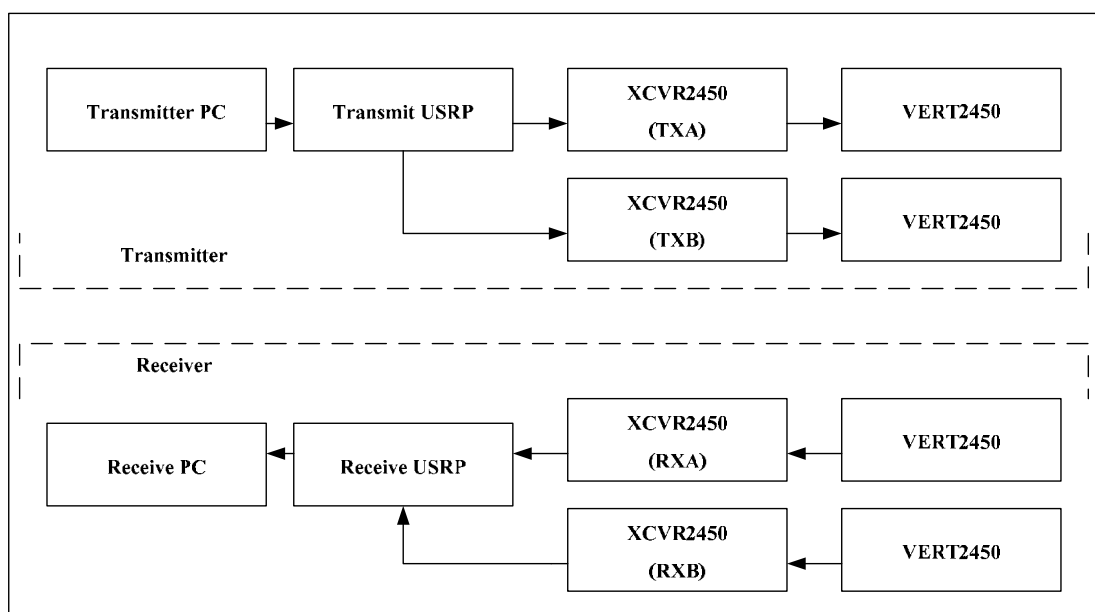 Transmitter PC
Transmit USRP
XCVR2450
(TXA)
VERT2450
XCVR2450
(TXB)
VERT2450
Transmitter
Receiver
Receive PC
Receive USRP
XCVR2450
(RXA)
VERT2450
XCVR2450
(RXB)
VERT2450